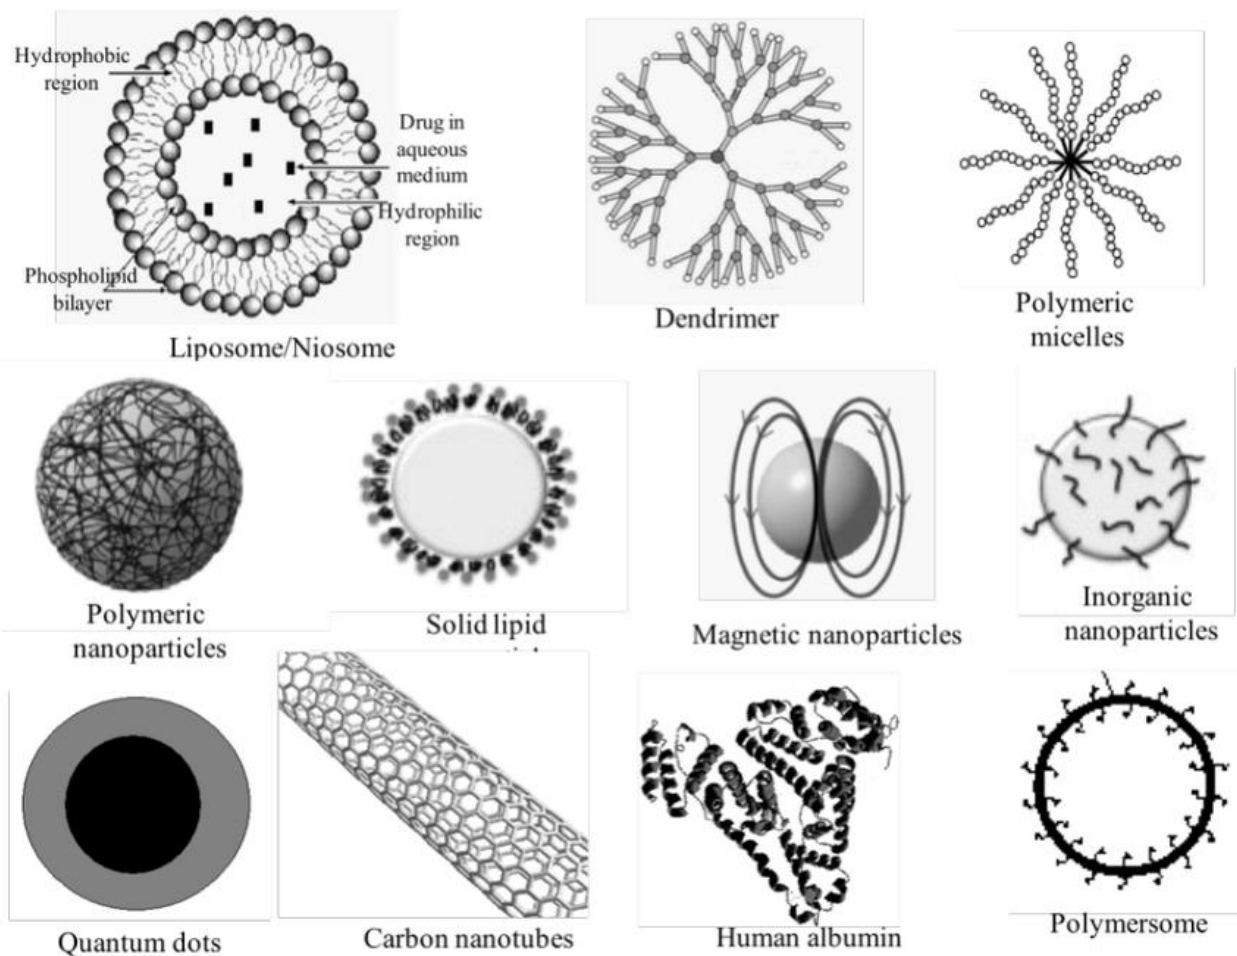 Hydrophobic
region
Drug in
aqueous
medium
Hydrophilic
region
Phospholipid
bilayer
Liposome/Niosome
Dendrimer
Polymeric
micelles
Polymeric
nanoparticles
Solid lipid
Magnetic nanoparticles
Inorganic
nanoparticles
Quantum dots
Carbon nanotubes
Human albumin
Polymersome